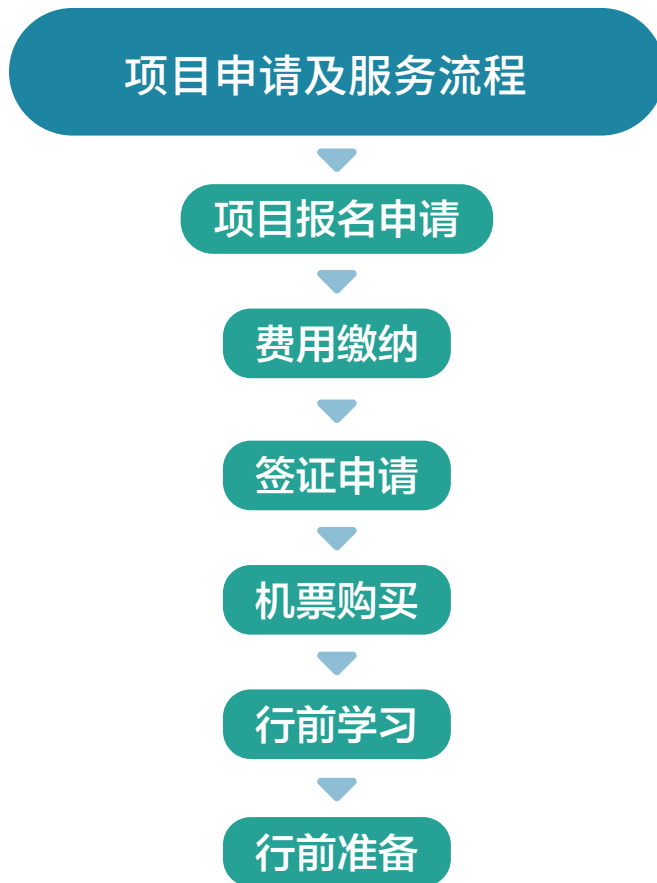 项目申请及服务流程
项目报名申请
费用缴纳
签证申请
机票购买
行前学习
行前准备